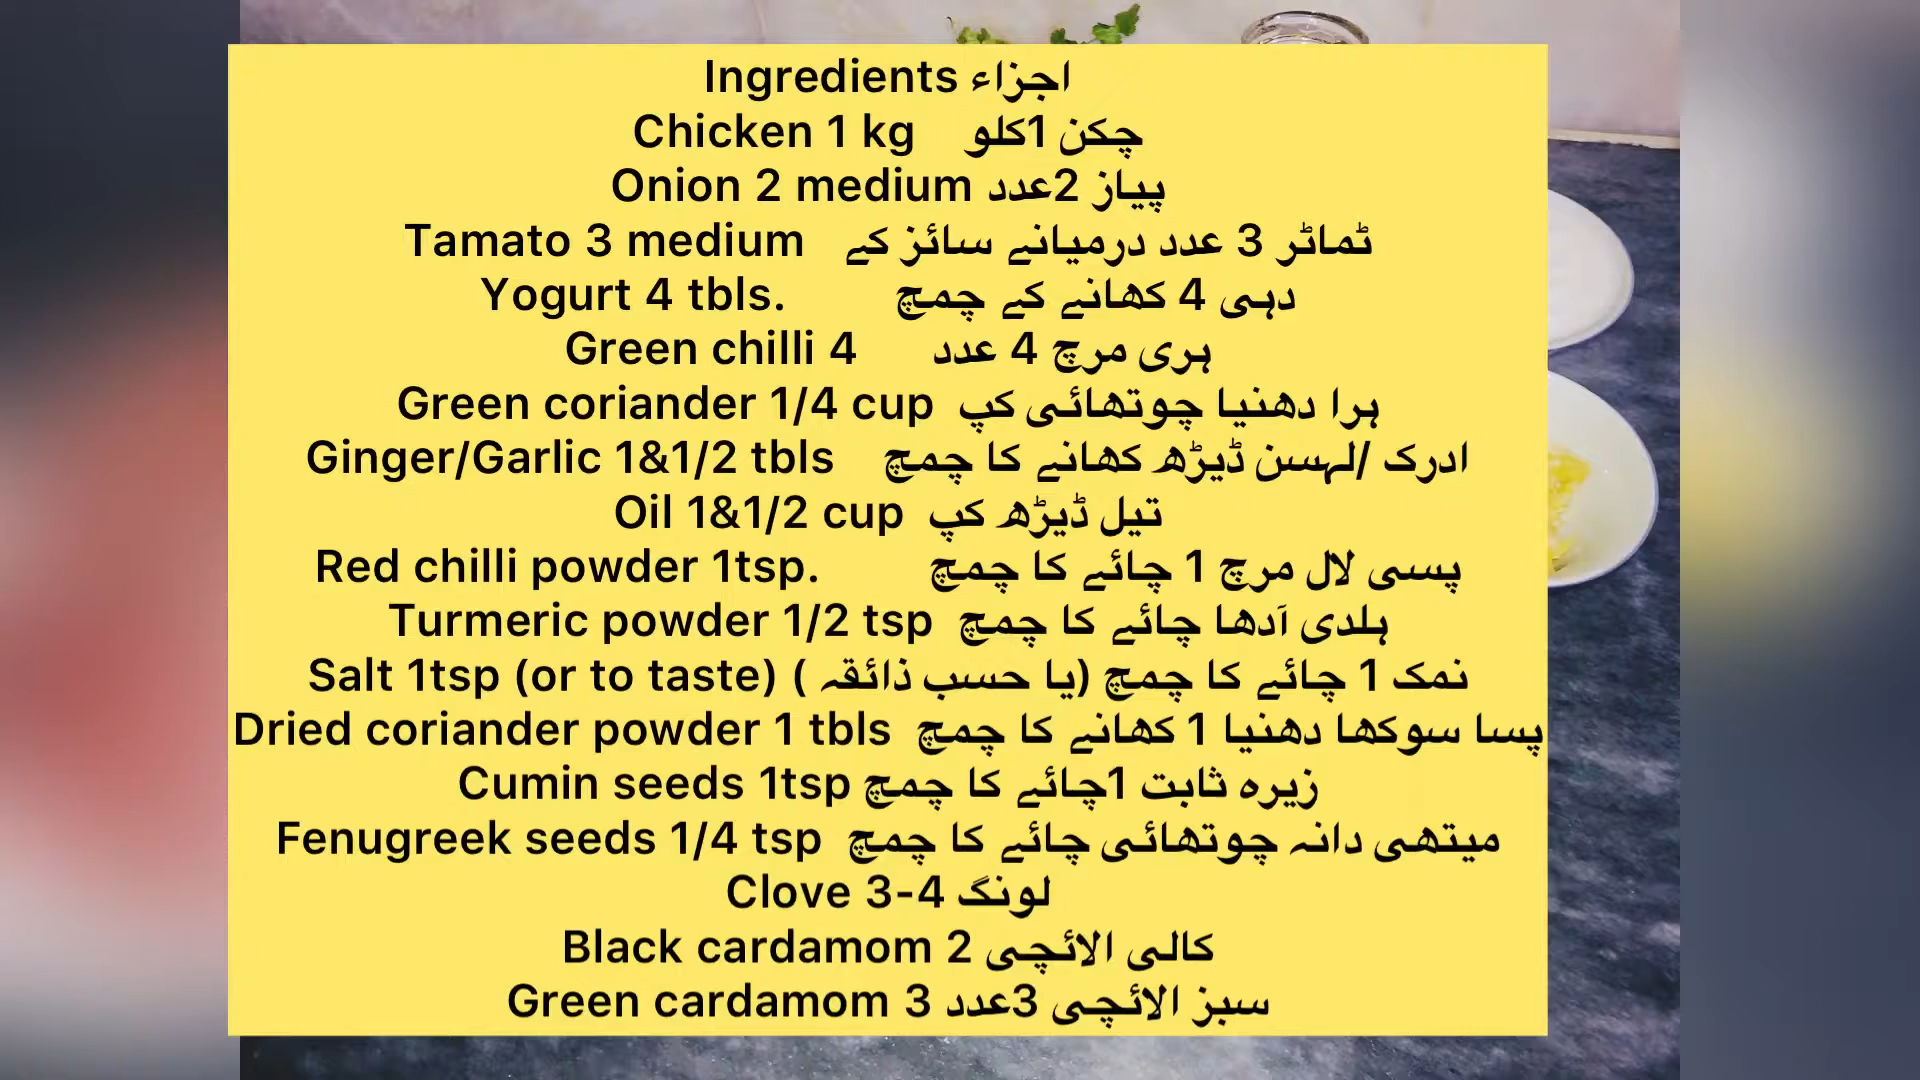 Ingredients اجزاء
Chicken 1 kg چکن 1کلو
Onion 2 medium پیاز 2عدد
Tamato 3 medium ٹماٹر 3 عدد درمیانے سائز کے
Yogurt 4 tbls. دہی 4 کھانے کے چمچ
Green chilli 4 ہری مرچ 4 عدد
Green coriander 1/4 cup ہرا دھنیا چوتھائی کپ
Ginger/Garlic 1&1/2 tbls ادرک /لہسن ڈیڑھ کھانے کا چمچ
Oil 1&1/2 cup تیل ڈیڑھ کپ
Red chilli powder 1tsp. پسی لال مرچ 1 چائے کا چمچ
Turmeric powder 1/2 tsp ہلدی آدھا چائے کا چمچ
Salt 1tsp (or to taste) نمک 1 چائے کا چمچ (یا حسب ذائقہ )
Dried coriander powder 1 tbls پسا سوکھا دھنیا 1 کھانے کا چمچ
Cumin seeds 1tsp زیرہ ثابت 1چائے کا چمچ
Fenugreek seeds 1/4 tsp میتھی دانہ چوتھائی چائے کا چمچ
Clove 3-4 لونگ
Black cardamom 2 کالی الائچی
Green cardamom 3 سبز الائچی 3عدد